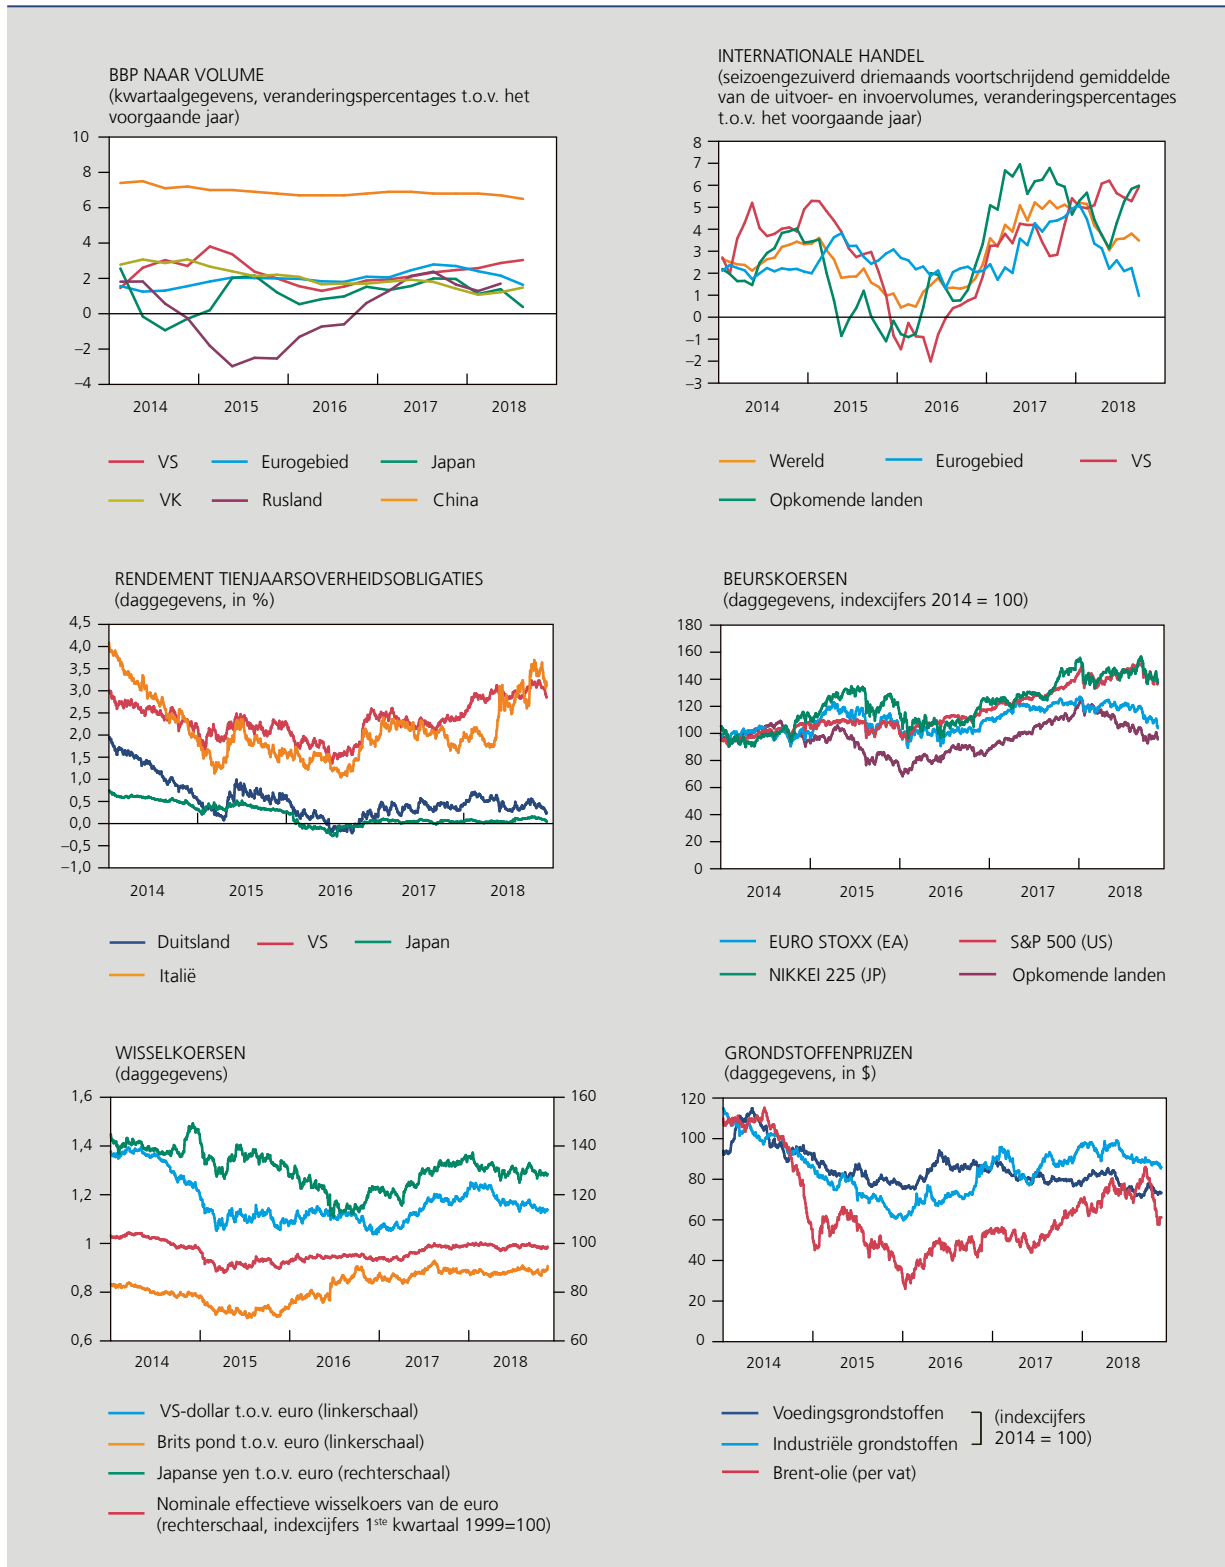 BBP NAAR VOLUME
(kwartaalgegevens, veranderingspercentages t.o.v. het
voorgaande jaar)
10
8
6
4
2
0
–2
–4
2014 2015 2016 2017 2018
VS Eurogebied Japan
VK Rusland China
INTERNATIONALE HANDEL
(seizoengezuiverd driemaands voortschrijdend gemiddelde
van de uitvoer- en invoervolumes, veranderingspercentages
t.o.v. het voorgaande jaar)
8
7
6
5
4
3
2
1
0
–1
–2
–3
2014 2015 2016 2017 2018
Wereld Eurogebied VS
Opkomende landen
RENDEMENT TIENJAARSOVERHEIDSOBLIGATIES
(daggegevens, in %)
4,5
4,0
3,5
3,0
2,5
2,0
1,5
1,0
0,5
0,0
–0,5
–1,0
2014 2015 2016 2017 2018
Duitsland VS Japan
Italië
BEURSKOERSEN
(daggegevens, indexcijfers 2014 = 100)
180
160
140
120
100
80
60
40
20
0
2014 2015 2016 2017 2018
EURO STOXX (EA) S&P 500 (US)
NIKKEI 225 (JP) Opkomende landen
WISSELKOERSEN
(daggegevens)
1,6 160
1,4 140
1,2 120
1 100
0,8 80
0,6 60
2014 2015 2016 2017 2018
VS-dollar t.o.v. euro (linkerschaal)
Brits pond t.o.v. euro (linkerschaal)
Japanse yen t.o.v. euro (rechterschaal)
Nominale effectieve wisselkoers van de euro
(rechterschaal, indexcijfers 1ste kwartaal 1999=100)
GRONDSTOFFENPRIJZEN
(daggegevens, in $)
120
100
80
60
40
20
0
2014 2015 2016 2017 2018
Voedingsgrondstoffen (indexcijfers
Industriële grondstoffen 2014 = 100)
Brent-olie (per vat)